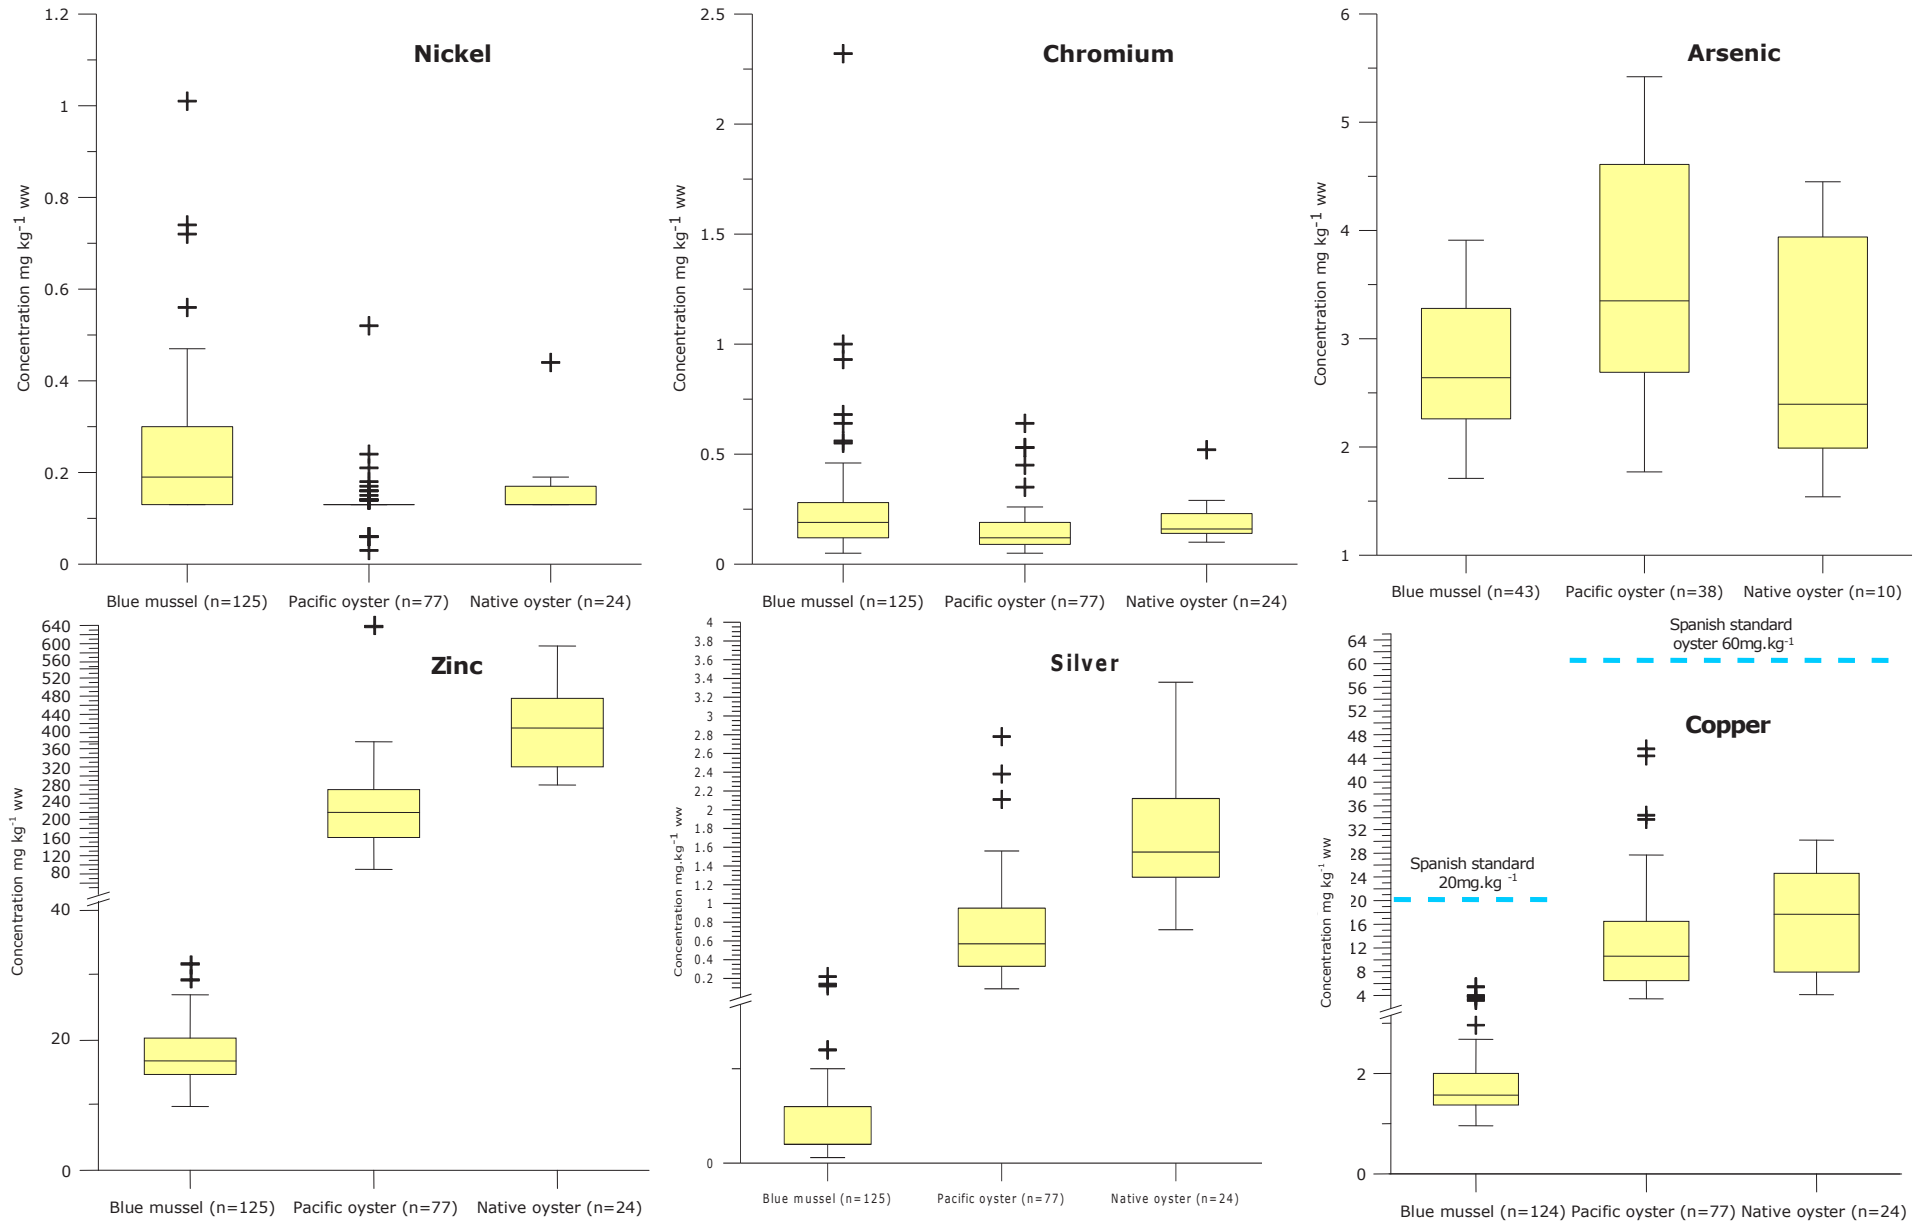 Nickel
Concentration mg kg-1 ww
1.2
1
0.8
0.6
0.4
0.2
0
Blue mussel (n=125)
Pacific oyster (n=77)
Native oyster (n=24)
Chromium
Concentration mg kg-1 ww
2.5
2
1.5
1
0.5
0
Blue mussel (n=125)
Pacific oyster (n=77)
Native oyster (n=24)
Arsenic
Concentration mg kg-1 ww
6
5
4
3
2
1
Blue mussel (n=43)
Pacific oyster (n=38)
Native oyster (n=10)
Zinc
Concentration mg kg-1 ww
640
600
560
520
480
440
400
360
320
280
240
200
160
120
80
40
20
0
Blue mussel (n=125)
Pacific oyster (n=77)
Native oyster (n=24)
Silver
Concentration mg.kg-1 ww
4
3.8
3.6
3.4
3.2
3
2.8
2.6
2.4
2.2
2
1.8
1.6
1.4
1.2
1
0.8
0.6
0.4
0.2
0
Blue mussel (n=125)
Pacific oyster (n=77)
Native oyster (n=24)
Spanish standard
oyster 60mg.kg-1
Copper
Spanish standard
20mg.kg -1
Concentration mg kg-1 ww
64
60
56
52
48
44
40
36
32
28
24
20
16
12
8
4
2
0
Blue mussel (n=124)
Pacific oyster (n=77)
Native oyster (n=24)